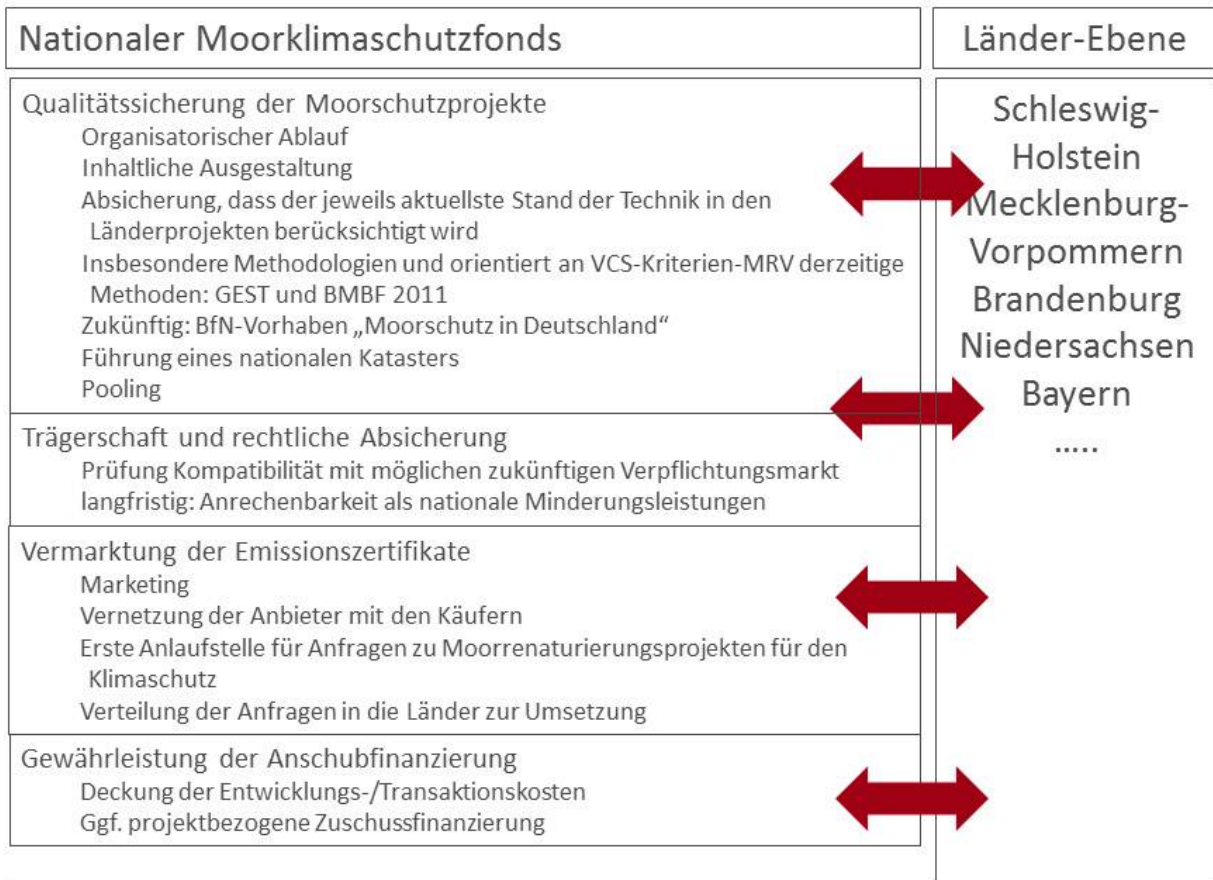 Nationaler Moorklimaschutzfonds
Qualitätssicherung der Moorschutzprojekte
Organisatorischer Ablauf
Inhaltliche Ausgestaltung
Absicherung, dass der jeweils aktuellste Stand der Technik in den
Länderprojekten berücksichtigt wird
Insbesondere Methodologien und orientiert an VCS-Kriterien-MRV derzeitige
Methoden: GEST und BMBF 2011
Zukünftig: BfN-Vorhaben „Moorschutz in Deutschland“
Führung eines nationalen Katasters
Pooling
Trägerschaft und rechtliche Absicherung
Prüfung Kompatibilität mit möglichen zukünftigen Verpflichtungsmarkt
langfristig: Anrechenbarkeit als nationale Minderungsleistungen
Vermarktung der Emissionszertifikate
Marketing
Vernetzung der Anbieter mit den Käufern
Erste Anlaufstelle für Anfragen zu Moorrenaturierungsprojekten für den
Klimaschutz
Verteilung der Anfragen in die Länder zur Umsetzung
Gewährleistung der Anschubfinanzierung
Deckung der Entwicklungs-/Transaktionskosten
Ggf. projektbezogene Zuschussfinanzierung
Länder-Ebene
Schleswig-
Holstein
Mecklenburg-
Vorpommern
Brandenburg
Niedersachsen
Bayern
…..